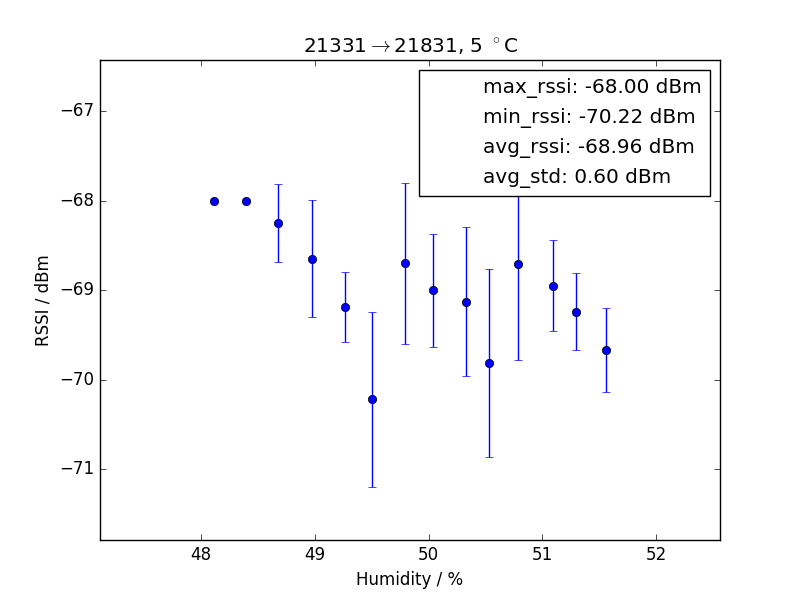 21331→21831, 5 °C
max_rssi: -68.00 dBm
min_rssi: -70.22 dBm
avg_rssi: -68.96 dBm
avg_std: 0.60 dBm
−67
−68
−69
−70
−71
RSSI / dBm
48 49 50 51 52
Humidity / %